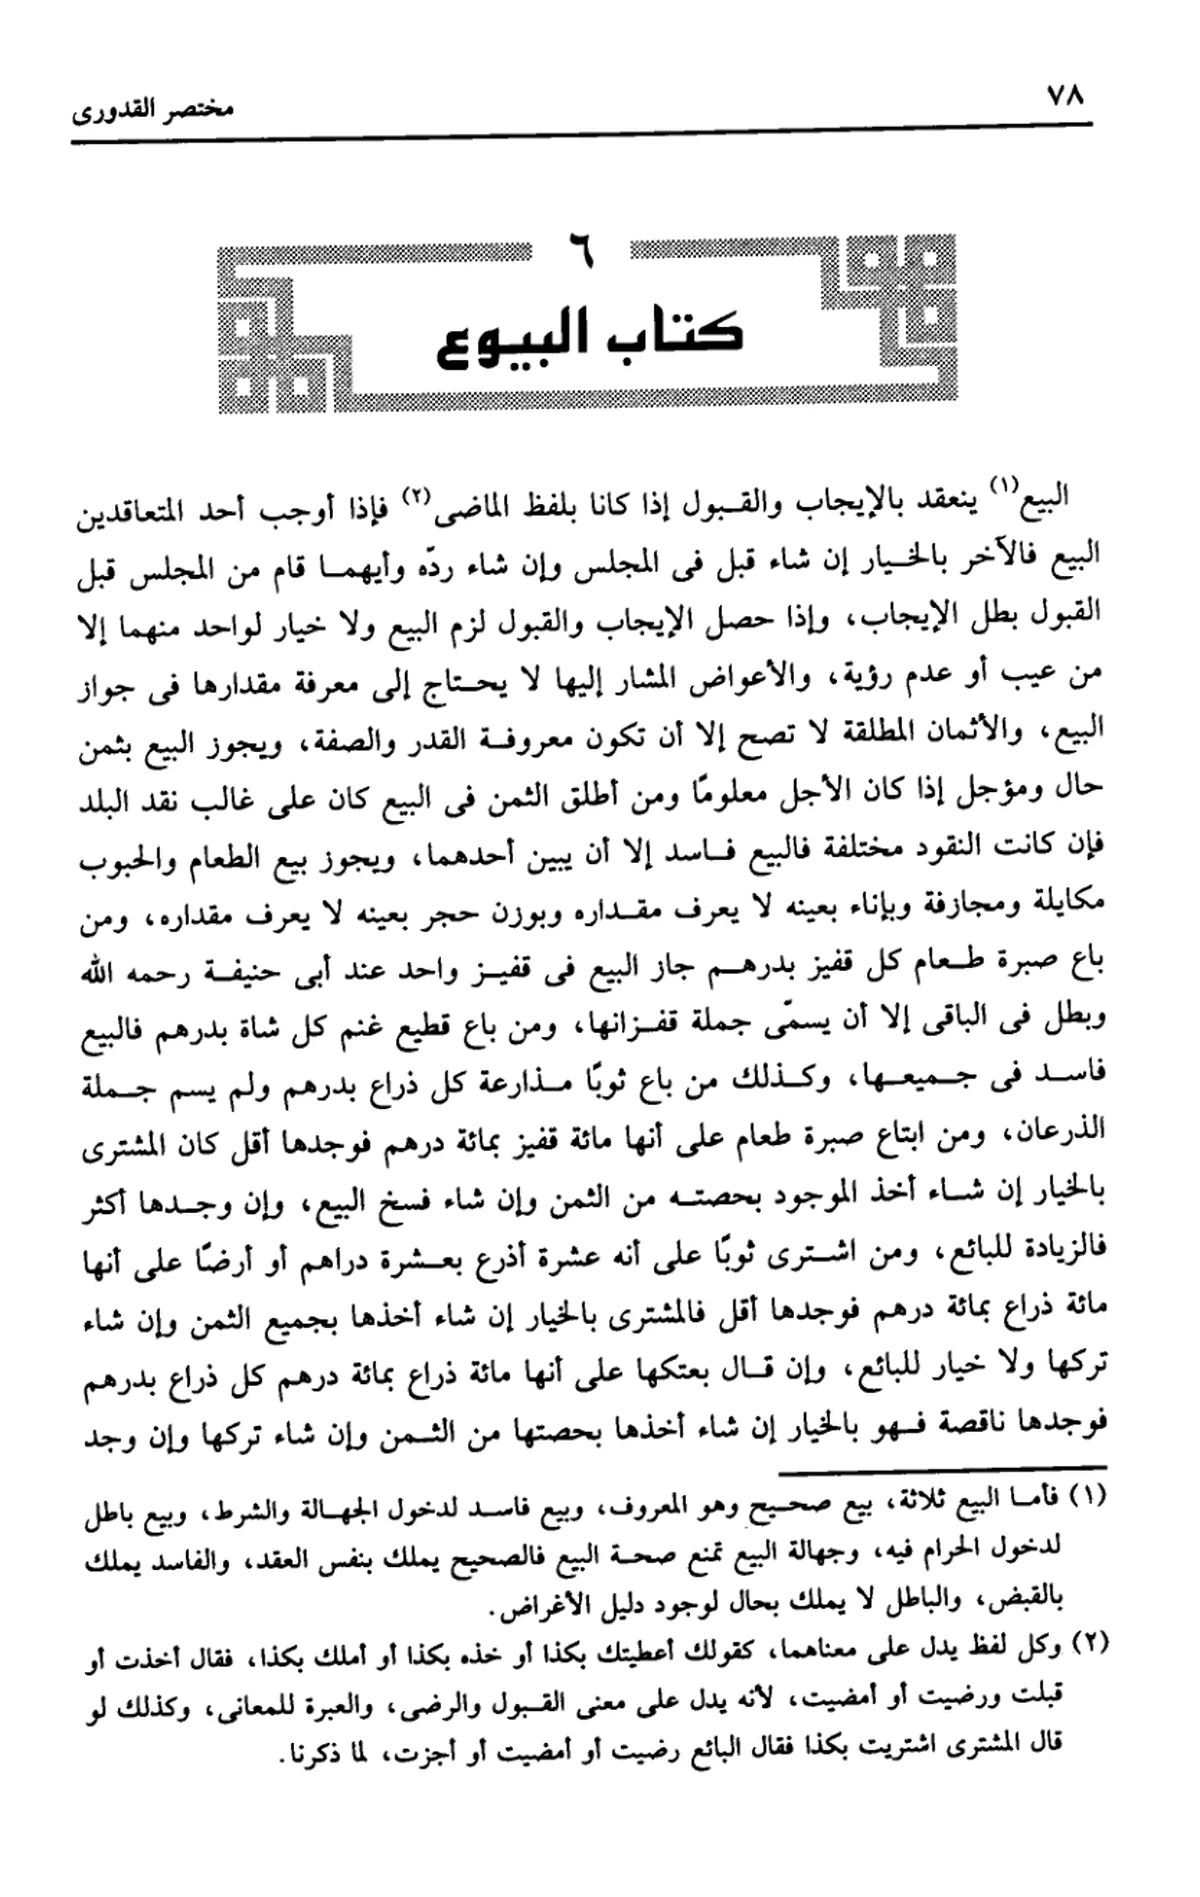 ٧٨
مختصر القدورى
٦
كتاب البيوع
البيع(١) ينعقد بالإيجاب والقبول إذا كانا بلفظ الماضى(٢) فإذا أوجب أحد المتعاقدين
البيع فالآخر بالخيار إن شاء قبل فى المجلس وإن شاء ردّه وأيهما قام من المجلس قبل
القبول بطل الإيجاب، وإذا حصل الإيجاب والقبول لزم البيع ولا خيار لواحد منهما إلا
من عيب أو عدم رؤية، والأعواض المشار إليها لا يحتاج إلى معرفة مقدارها فى جواز
البيع، والأثمان المطلقة لا تصح إلا أن تكون معروفة القدر والصفة، ويجوز البيع بثمن
حال ومؤجل إذا كان الأجل معلومًا ومن أطلق الثمن فى البيع كان على غالب نقد البلد
فإن كانت النقود مختلفة فالبيع فاسد إلا أن يبين أحدهما، ويجوز بيع الطعام والحبوب
مكايلة ومجازفة وبإناء بعينه لا يعرف مقداره وبوزن حجر بعينه لا يعرف مقداره، ومن
باع صبرة طعام كل قفيز بدرهم جاز البيع فى قفيز واحد عند أبى حنيفة رحمه الله
وبطل فى الباقى إلا أن يسمّى جملة قفزانها، ومن باع قطيع غنم كل شاة بدرهم فالبيع
فاسد فى جميعها، وكذلك من باع ثوبًا مذارعة كل ذراع بدرهم ولم يسم جملة
الذرعان، ومن ابتاع صبرة طعام على أنها مائة قفيز بمائة درهم فوجدها أقل كان المشترى
بالخيار إن شاء أخذ الموجود بحصته من الثمن وإن شاء فسخ البيع، وإن وجدها أكثر
فالزيادة للبائع، ومن اشترى ثوبًا على أنه عشرة أذرع بعشرة دراهم أو أرضًا على أنها
مائة ذراع بمائة درهم فوجدها أقل فالمشترى بالخيار إن شاء أخذها بجميع الثمن وإن شاء
تركها ولا خيار للبائع، وإن قال بعتكها على أنها مائة ذراع بمائة درهم كل ذراع بدرهم
فوجدها ناقصة فهو بالخيار إن شاء أخذها بحصتها من الثمن وإن شاء تركها وإن وجد
(١) فأما البيع ثلاثة، بيع صحيح وهو المعروف، وبيع فاسد لدخول الجهالة والشرط، وبيع باطل
لدخول الحرام فيه، وجهالة البيع تمنع صحة البيع فالصحيح يملك بنفس العقد، والفاسد يملك
بالقبض، والباطل لا يملك بحال لوجود دليل الأغراض.
(٢) وكل لفظ يدل على معناهما، كقولك أعطيتك بكذا أو خذه بكذا أو أملك بكذا، فقال أخذت أو
قبلت ورضيت أو أمضيت، لأنه يدل على معنى القبول والرضى، والعبرة للمعانى، وكذلك لو
قال المشترى اشتريت بكذا فقال البائع رضيت أو أمضيت أو أجزت، لما ذكرنا.